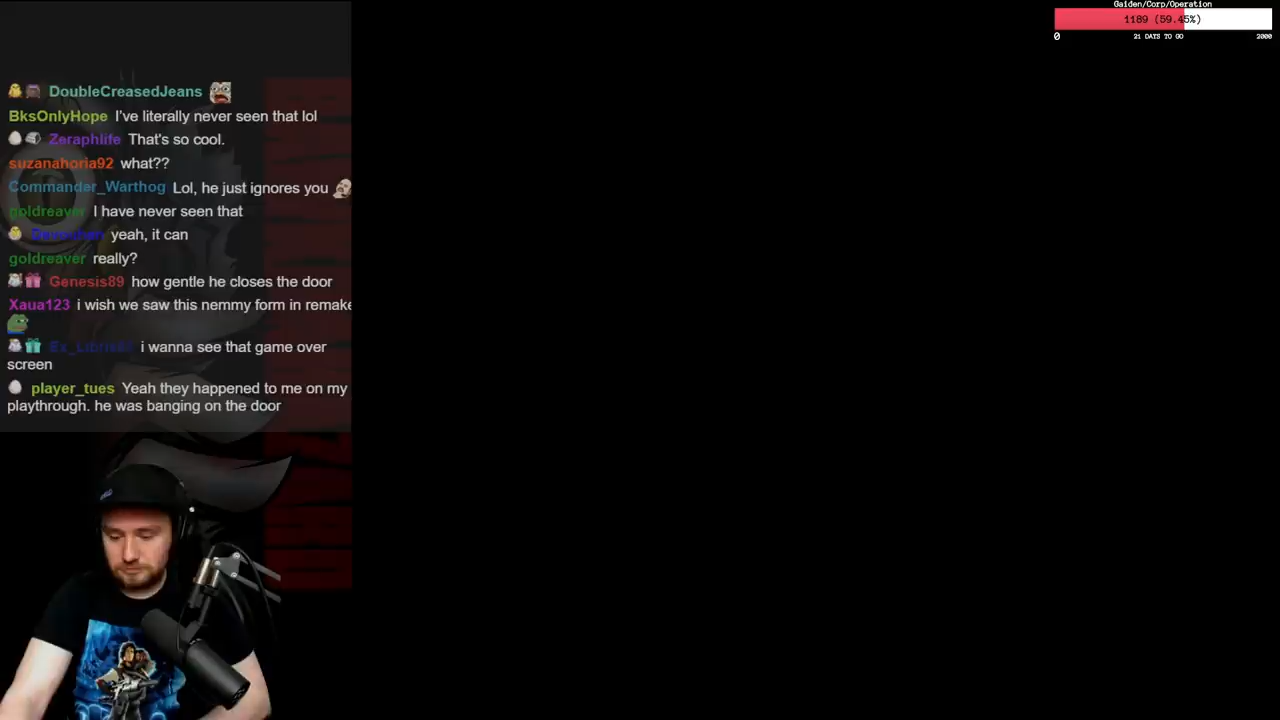 Gaiden/Corp/Operation
1189 (59.45%)
0 21 DAYS TO GO 2000
DoubleCreasedJeans
BksOnlyHope I've literally never seen that lol
Zeraphlife That's so cool.
suzanahoria92 what??
Commander_Warthog Lol, he just ignores you
goldreaver I have never seen that
yeah, it can
goldreaver really?
Genesis89 how gentle he closes the door
Xaua123 i wish we saw this nemmy form in remake
i wanna see that game over
screen
player_tues Yeah they happened to me on my
playthrough. he was banging on the door